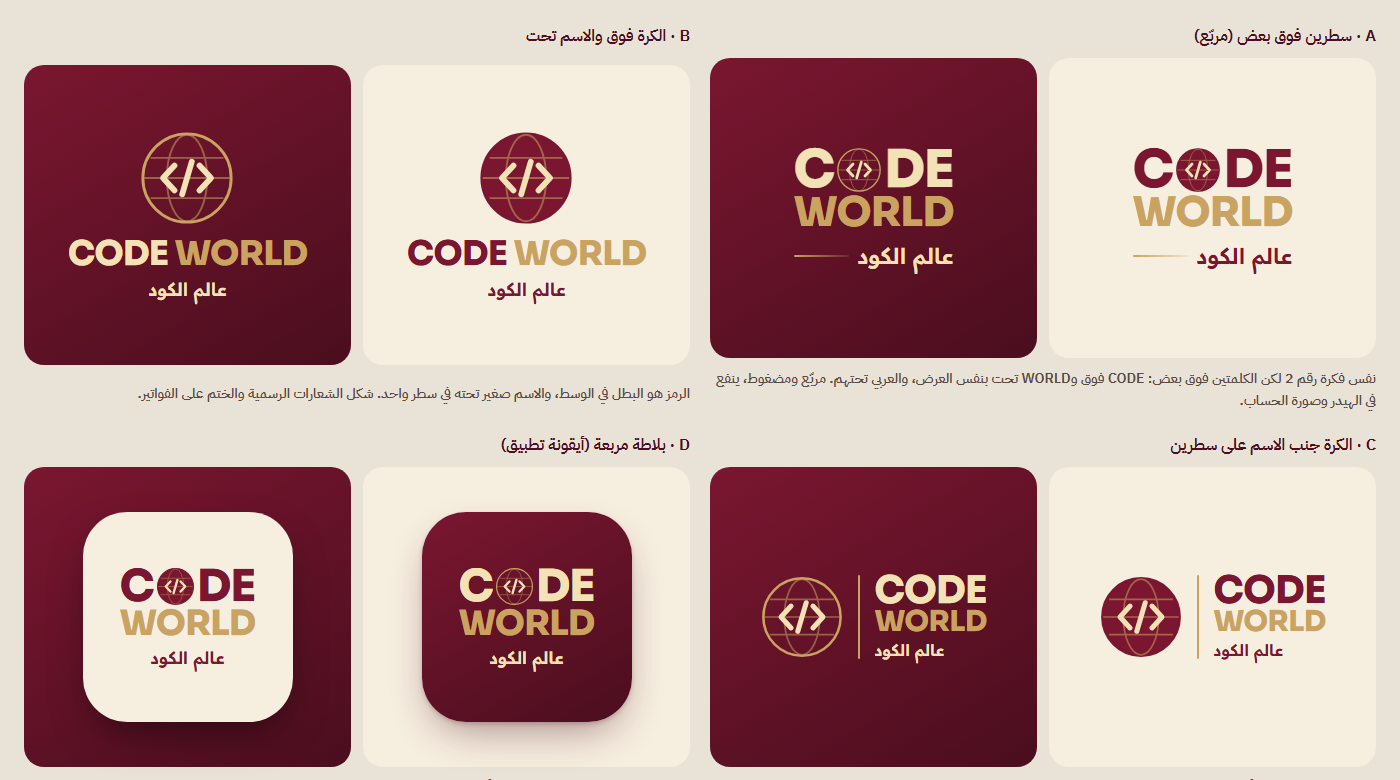 A · سطرين فوق بعض (مربّع)
CODE
WORLD
عالم الكود
CODE
WORLD
عالم الكود
نفس فكرة رقم 2 لكن الكلمتين فوق بعض: CODE فوق وWORLD تحت بنفس العرض، والعربي تحتهم. مربّع ومضغوط، ينفع
في الهيدر وصورة الحساب.
B · الكرة فوق والاسم تحت
</>
CODE WORLD
عالم الكود
</>
CODE WORLD
عالم الكود
الرمز هو البطل في الوسط، والاسم صغير تحته في سطر واحد. شكل الشعارات الرسمية والختم على الفواتير.
C · الكرة جنب الاسم على سطرين
</>
CODE
WORLD
عالم الكود
</>
CODE
WORLD
عالم الكود
D · بلاطة مربعة (أيقونة تطبيق)
CODE
WORLD
عالم الكود
CODE
WORLD
عالم الكود